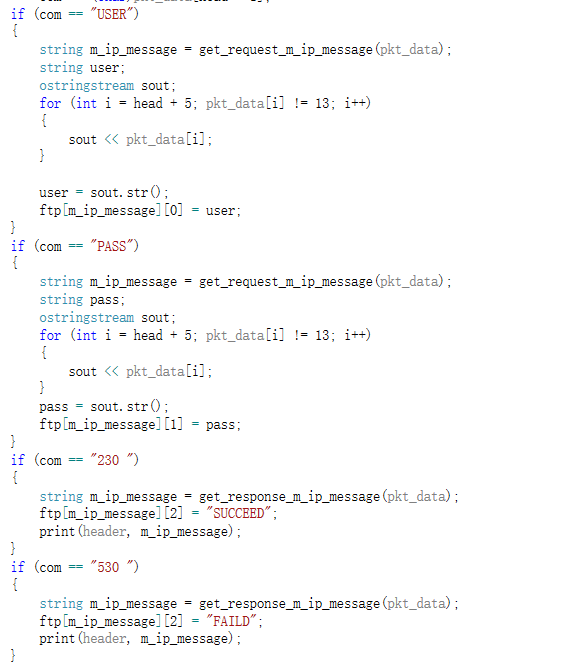 if (com == "USER")
{
string m_ip_message = get_request_m_ip_message(pkt_data);
string user;
ostringstream sout;
for (int i = head + 5; pkt_data[i] != 13; i++)
{
sout << pkt_data[i];
}
user = sout.str();
ftp[m_ip_message][0] = user;
}
if (com == "PASS")
{
string m_ip_message = get_request_m_ip_message(pkt_data);
string pass;
ostringstream sout;
for (int i = head + 5; pkt_data[i] != 13; i++)
{
sout << pkt_data[i];
}
pass = sout.str();
ftp[m_ip_message][1] = pass;
}
if (com == "230 ")
{
string m_ip_message = get_response_m_ip_message(pkt_data);
ftp[m_ip_message][2] = "SUCCEED";
print(header, m_ip_message);
}
if (com == "530 ")
{
string m_ip_message = get_response_m_ip_message(pkt_data);
ftp[m_ip_message][2] = "FAILD";
print(header, m_ip_message);
}